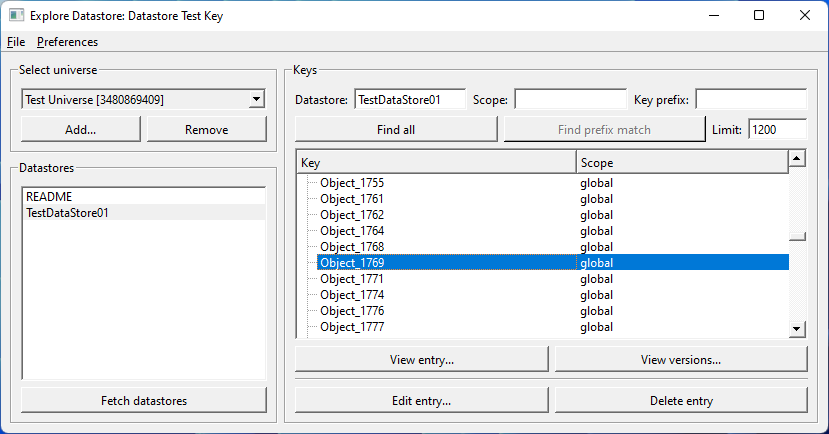 Explore Datastore: Datastore Test Key
File Preferences
Select universe
Test Universe [3480869409]
Add... Remove
Datastores
README
TestDataStore01
Fetch datastores
Keys
Datastore: TestDataStore01 Scope: Key prefix:
Find all Find prefix match Limit: 1200
Key Scope
Object_1755 global
Object_1761 global
Object_1762 global
Object_1764 global
Object_1768 global
Object_1769 global
Object_1771 global
Object_1774 global
Object_1776 global
Object_1777 global
View entry... View versions...
Edit entry... Delete entry